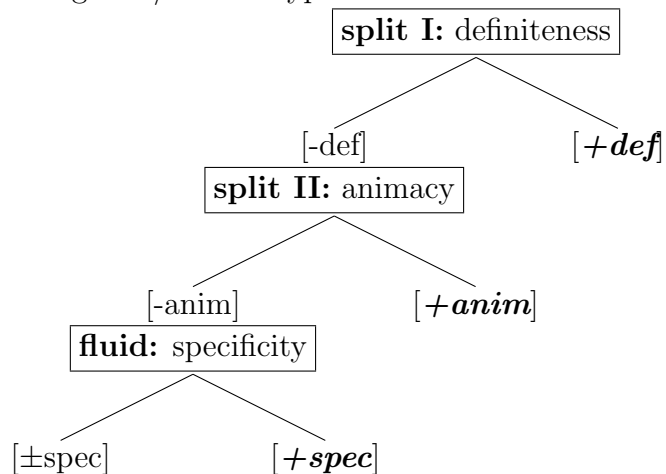 split I: definiteness
[-def] [+def]
split II: animacy
[-anim] [+anim]
fluid: specificity
[±spec] [+spec]